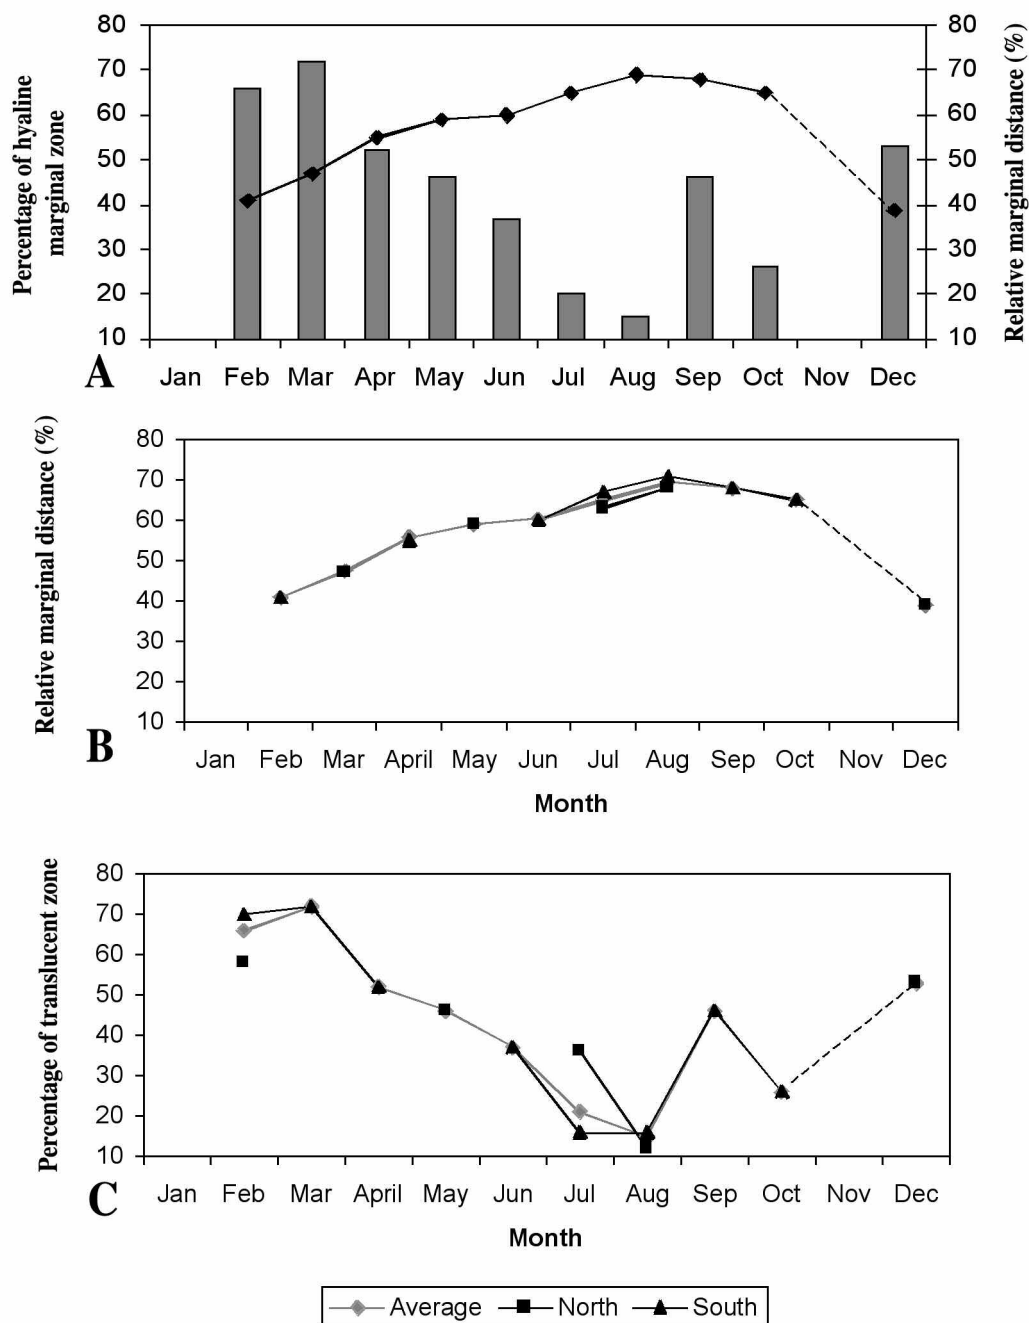 80
70
60
50
40
30
20
10
Percentage of hyaline
marginal zone
80
70
60
50
40
30
20
10
Relative marginal distance (%)
Jan Feb Mar Apr May Jun Jul Aug Sep Oct Nov Dec
A
80
70
60
50
40
30
20
10
Relative marginal distance (%)
Jan Feb Mar April May Jun Jul Aug Sep Oct Nov Dec
Month
B
80
70
60
50
40
30
20
10
Percentage of translucent zone
Jan Feb Mar April May Jun Jul Aug Sep Oct Nov Dec
Month
C
Average North South